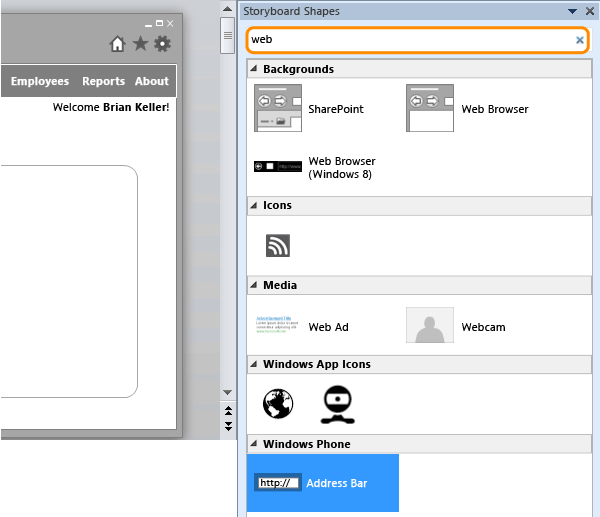 Storyboard Shapes
web
Employees Reports About
Welcome Brian Keller!
Backgrounds
SharePoint
Web Browser
Web Browser
(Windows 8)
Icons
Media
Web Ad
Webcam
Windows App Icons
Windows Phone
http://
Address Bar